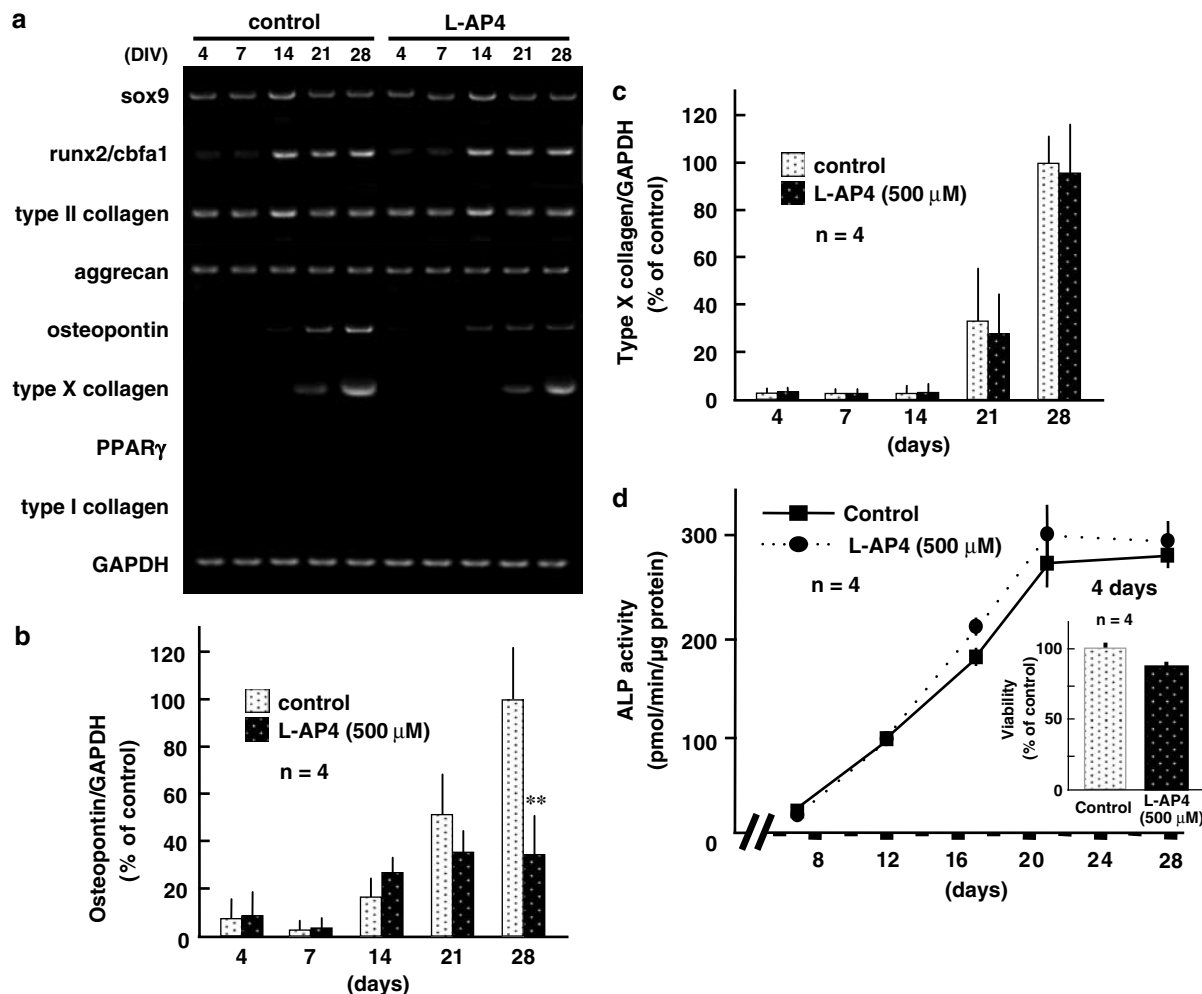 a
control L-AP4
(DIV) 4 7 14 21 28 4 7 14 21 28
sox9
runx2/cbfa1
type II collagen
aggrecan
osteopontin
type X collagen
PPARγ
type I collagen
GAPDH
b
Osteopontin/GAPDH
(% of control)
120
100
80
60
40
20
0
control
L-AP4 (500 μM)
n = 4
**
4 7 14 21 28
(days)
c
Type X collagen/GAPDH
(% of control)
120
100
80
60
40
20
0
control
L-AP4 (500 μM)
n = 4
4 7 14 21 28
(days)
d
ALP activity
(pmol/min/μg protein)
300
200
100
0
Control
L-AP4 (500 μM)
n = 4
8 12 16 20 24 28
(days)
4 days
n = 4
Viability
(% of control)
100
50
0
Control L-AP4
(500 μM)